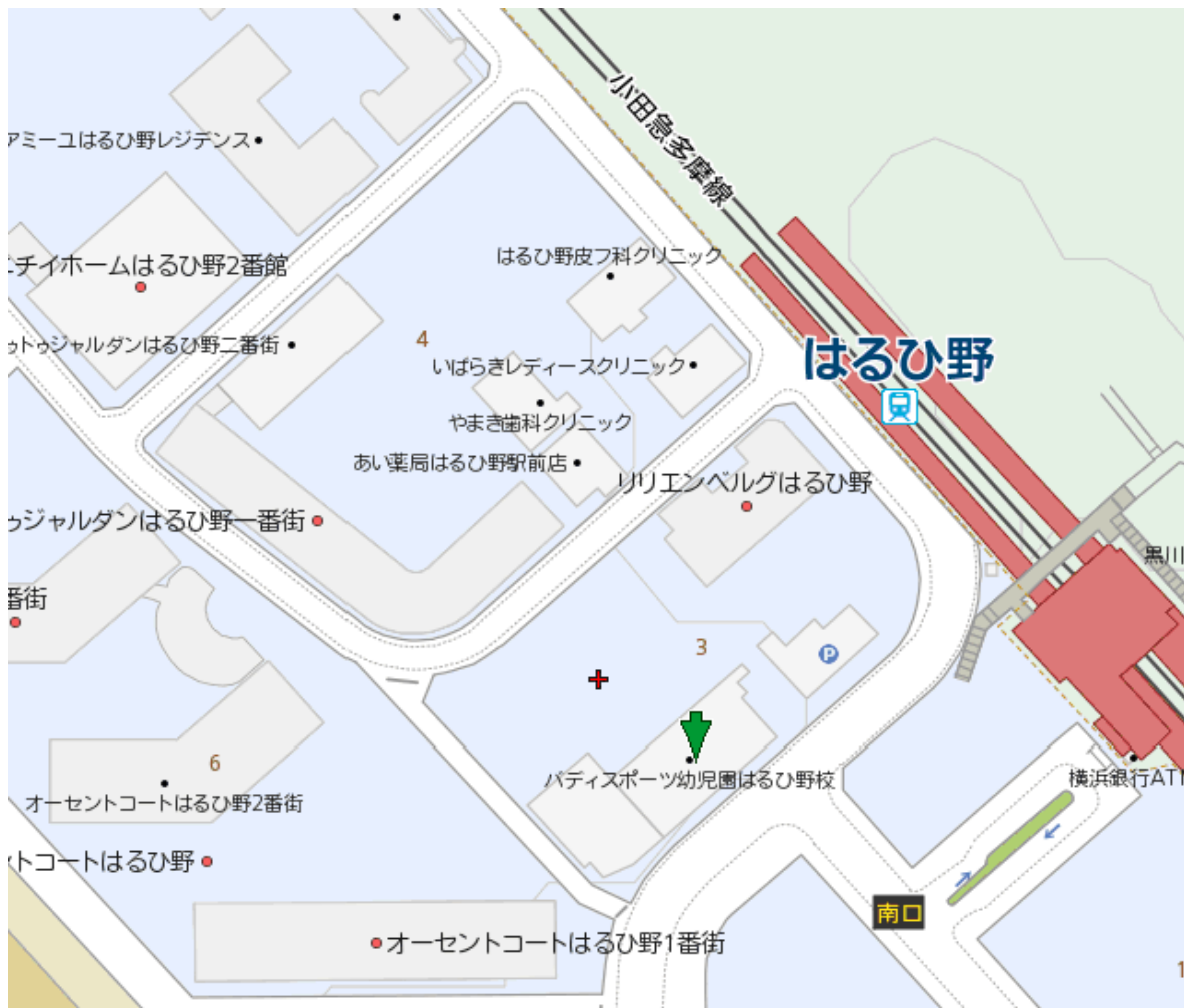 小田急多摩線
アミーユはるひ野レジデンス
はるひ野皮フ科クリニック
チイホームはるひ野2番館
4
トゥジャルダンはるひ野二番街
はるひ野
いばらきレディースクリニック
やまき歯科クリニック
あい薬局はるひ野駅前店
リリエンベルグはるひ野
ゥジャルダンはるひ野一番街
黒川
番街
3
P
6
パディスポーツ幼児園はるひ野校
横浜銀行ATM
オーセントコートはるひ野2番街
ントコートはるひ野
南口
オーセントコートはるひ野1番街
1